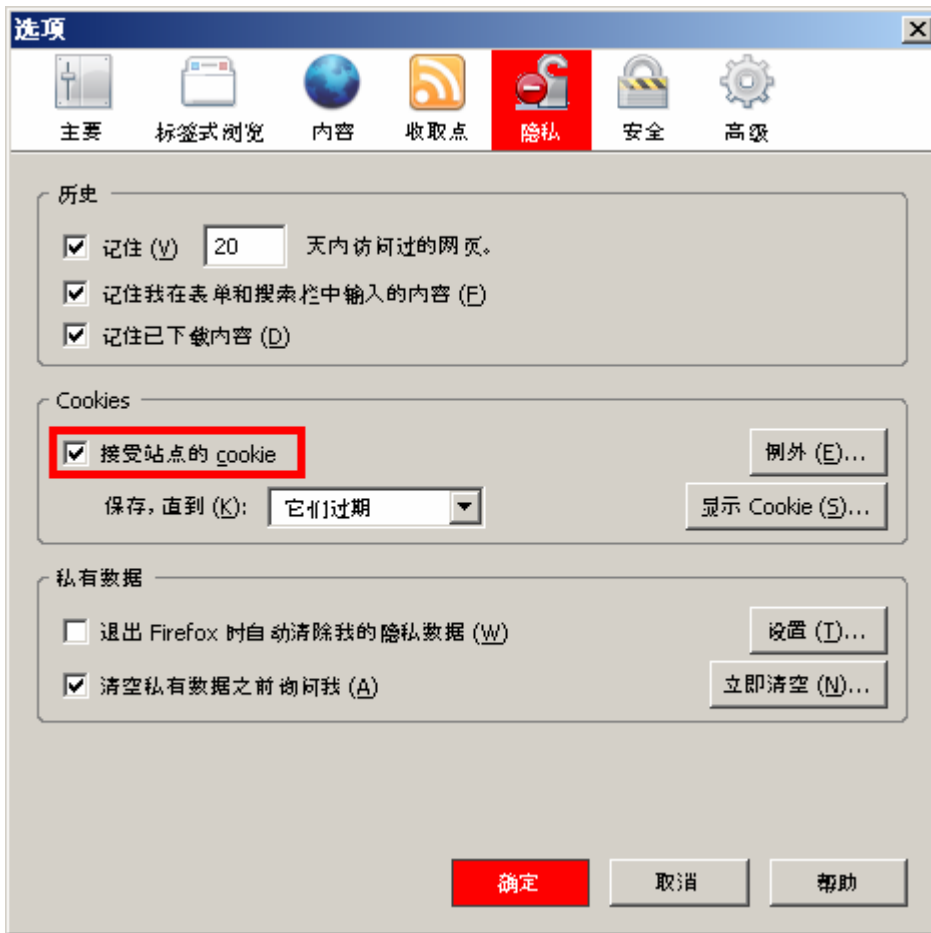 选项
主要 标签式浏览 内容 收取点 隐私 安全 高级
历史
记住 (V) 20 天内访问过的网页。
记住我在表单和搜索栏中输入的内容 (F)
记住已下载内容 (D)
Cookies
接受站点的 cookie 例外 (E)...
保存，直到 (K): 它们过期 显示 Cookie (S)...
私有数据
退出 Firefox 时自动清除我的隐私数据 (W) 设置 (T)...
清空私有数据之前询问我 (A) 立即清空 (N)...
确定 取消 帮助